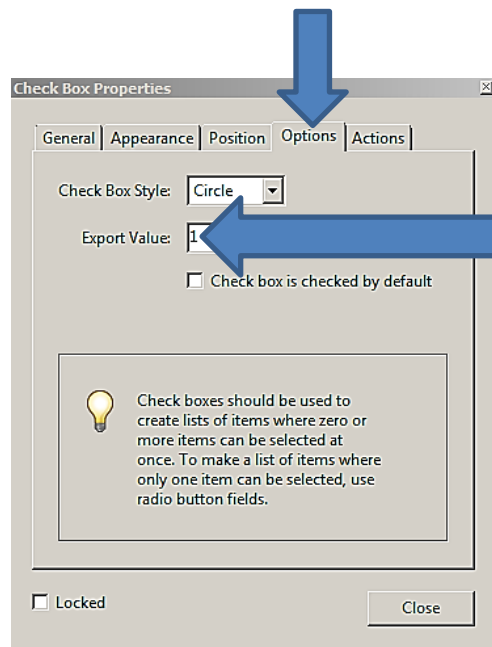 Check Box Properties
General Appearance Position Options Actions
Check Box Style: Circle
Export Value: 1
Check box is checked by default
Check boxes should be used to
create lists of items where zero or
more items can be selected at
once. To make a list of items where
only one item can be selected, use
radio button fields.
Locked
Close